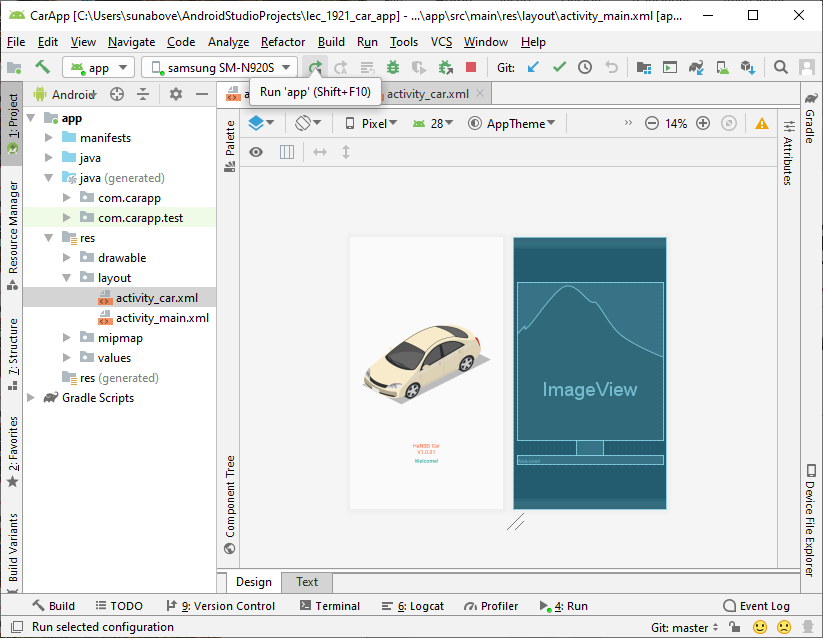 CarApp [C:\Users\sunabove\AndroidStudioProjects\lec_1921_car_app] - ...\app\src\main\res\layout\activity_main.xml [ap...
File Edit View Navigate Code Analyze Refactor Build Run Tools VCS Window Help
app samsung SM-N920S Git:
Run 'app' (Shift+F10)
Android a activity_car.xml
1: Project
Resource Manager
7: Structure
2: Favorites
Build Variants
app
manifests
java
java (generated)
com.carapp
com.carapp.test
res
drawable
layout
activity_car.xml
activity_main.xml
mipmap
values
res (generated)
Gradle Scripts
Palette
Component Tree
Pixel 28 AppTheme 14%
HaNSEi Car
V1.0.01
Welcome!
ImageView
Welcome!
Attributes
Gradle
Device File Explorer
Design Text
Build TODO 9: Version Control Terminal 6: Logcat Profiler 4: Run Event Log
Run selected configuration Git: master